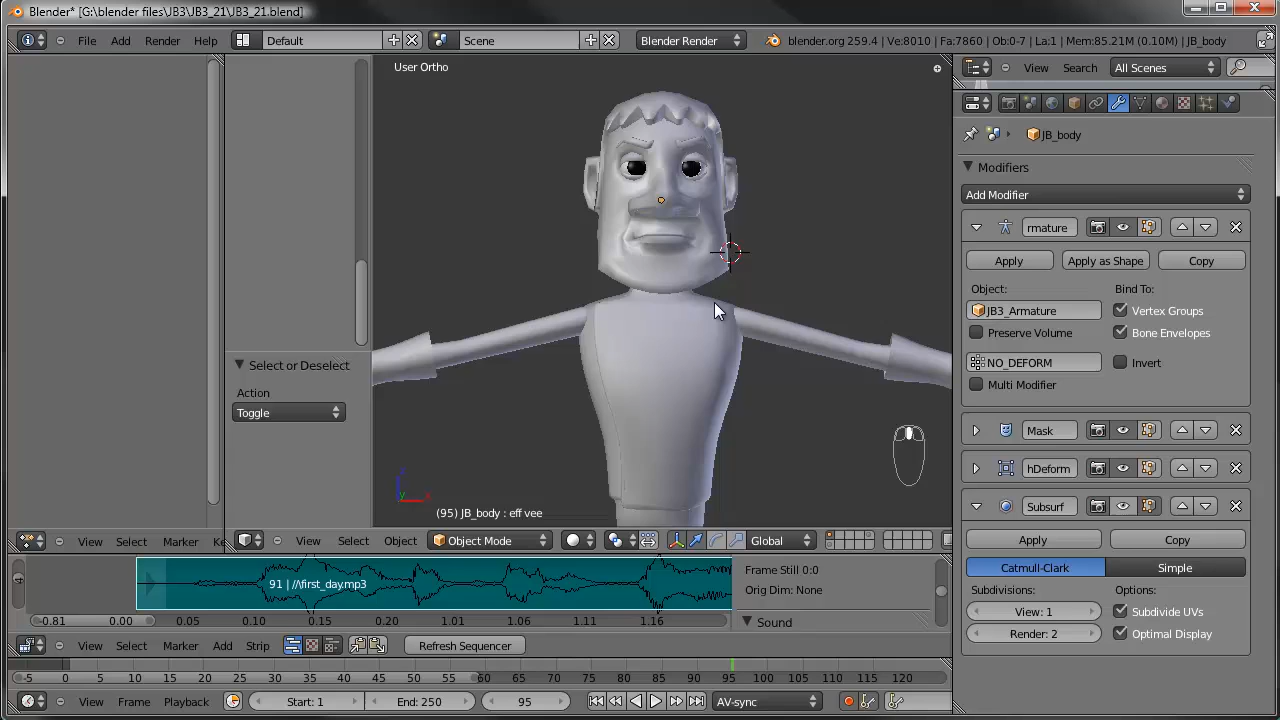 Blender* [G:\blender files\JB3\JB3_21\JB3_21.blend]
File Add Render Help Default Scene Blender Render blender.org 259.4 | Ve:8010 | Fa:7860 | Ob:0-7 | La:1 | Mem:85.21M (0.10M) | JB_body
User Ortho
View Search All Scenes
JB_body
Modifiers
Add Modifier
rmature
Apply Apply as Shape Copy
Object: Bind To:
JB3_Armature Vertex Groups
Preserve Volume Bone Envelopes
NO_DEFORM Invert
Multi Modifier
Select or Deselect
Action
Toggle
Mask
hDeform
Subsurf
Apply Copy
Catmull-Clark Simple
Subdivisions: Options:
View: 1 Subdivide UVs
Render: 2 Optimal Display
z
y x
(95) JB_body : eff vee
View Select Marker Ke View Select Object Object Mode Global
91 | //first_day.mp3
Frame Still 0:0
Orig Dim: None
Sound
-0.81 0.00 0.05 0.10 0.15 0.20 1.01 1.06 1.11 1.16
View Select Marker Add Strip Refresh Sequencer
-5 0 5 10 15 20 25 30 35 40 45 50 55 60 65 70 75 80 85 90 95 100 105 110 115 120
View Frame Playback Start: 1 End: 250 95 AV-sync